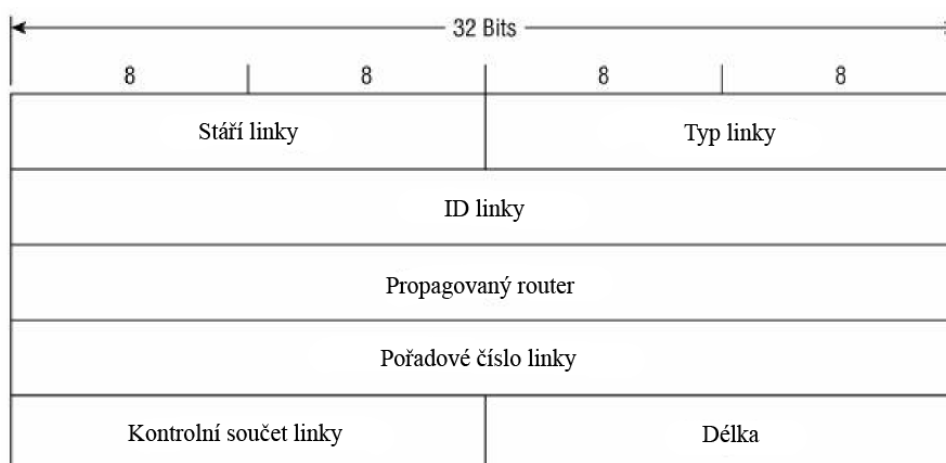 32 Bits
8 8 8 8
Stáří linky Typ linky
ID linky
Propagovaný router
Pořadové číslo linky
Kontrolní součet linky Délka